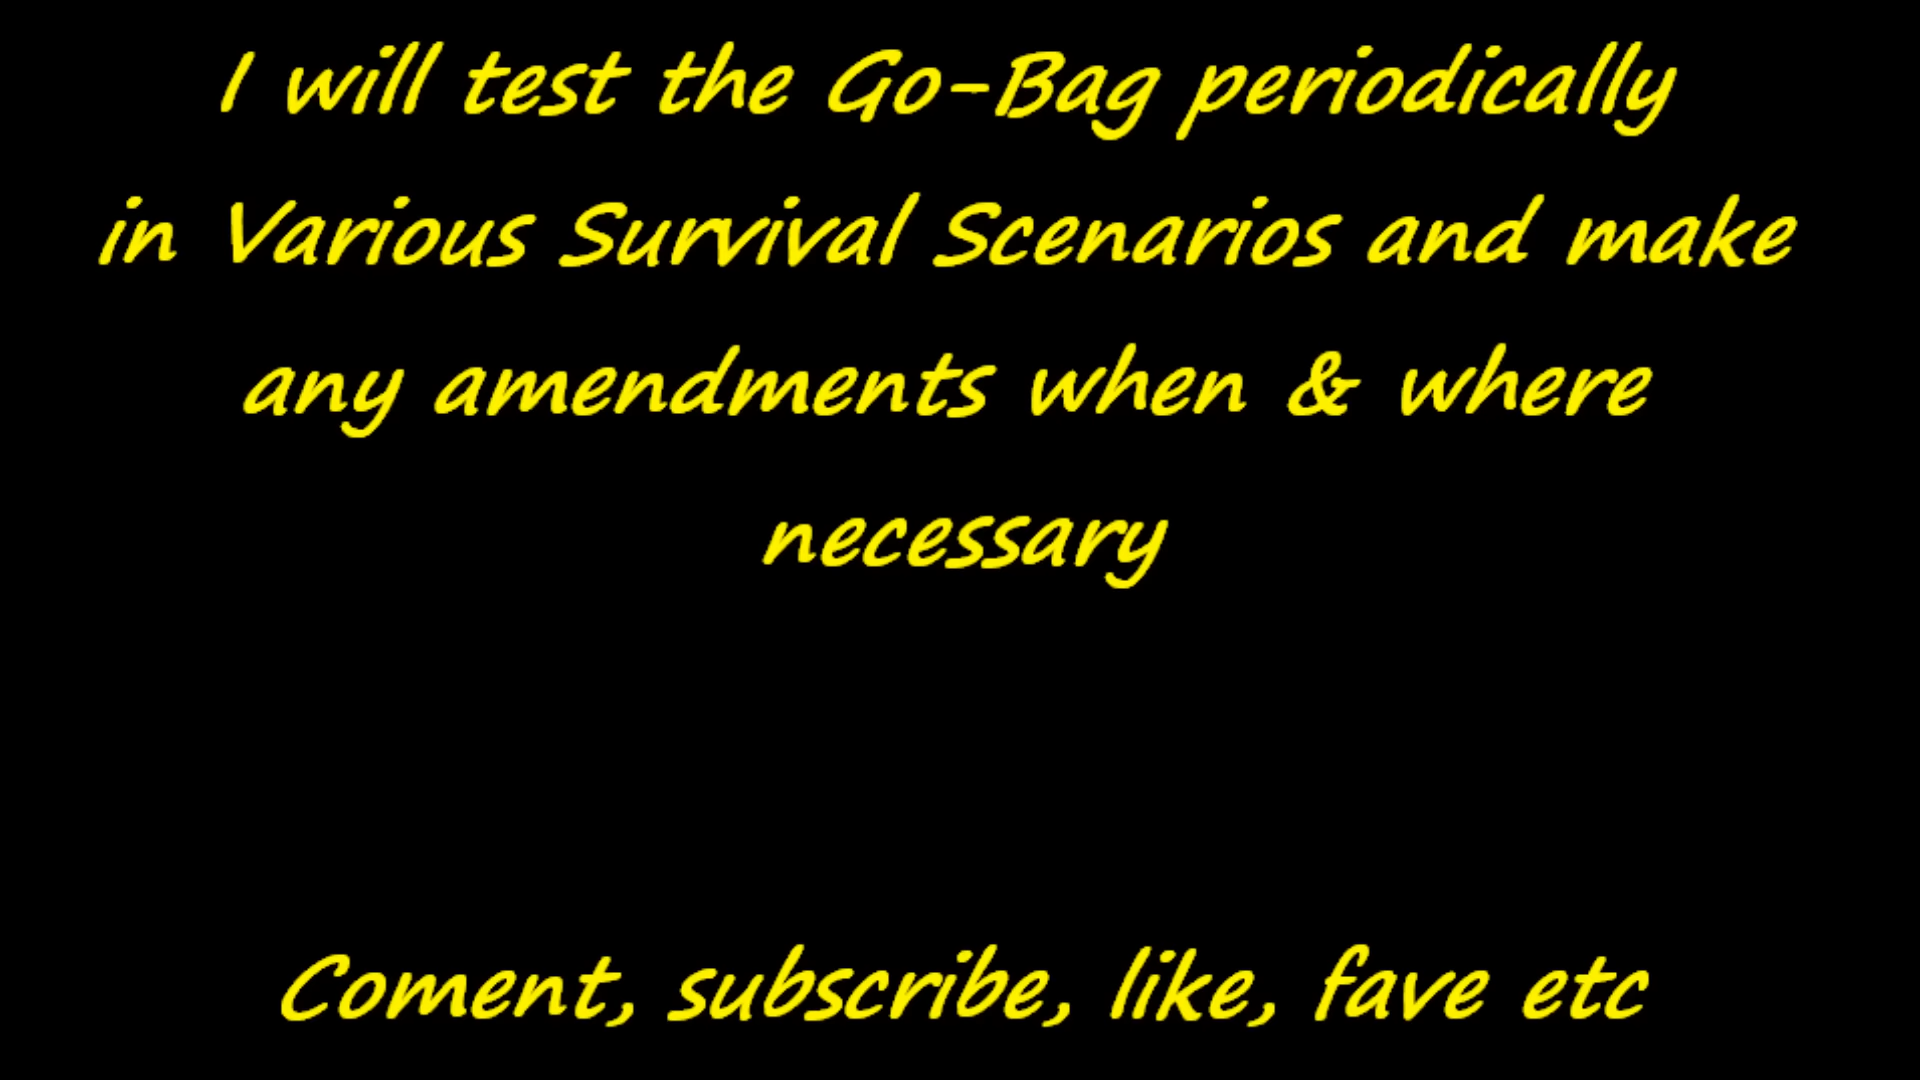 I will test the Go-Bag periodically
in Various Survival Scenarios and make
any amendments when & where
necessary
Coment, subscribe, like, fave etc